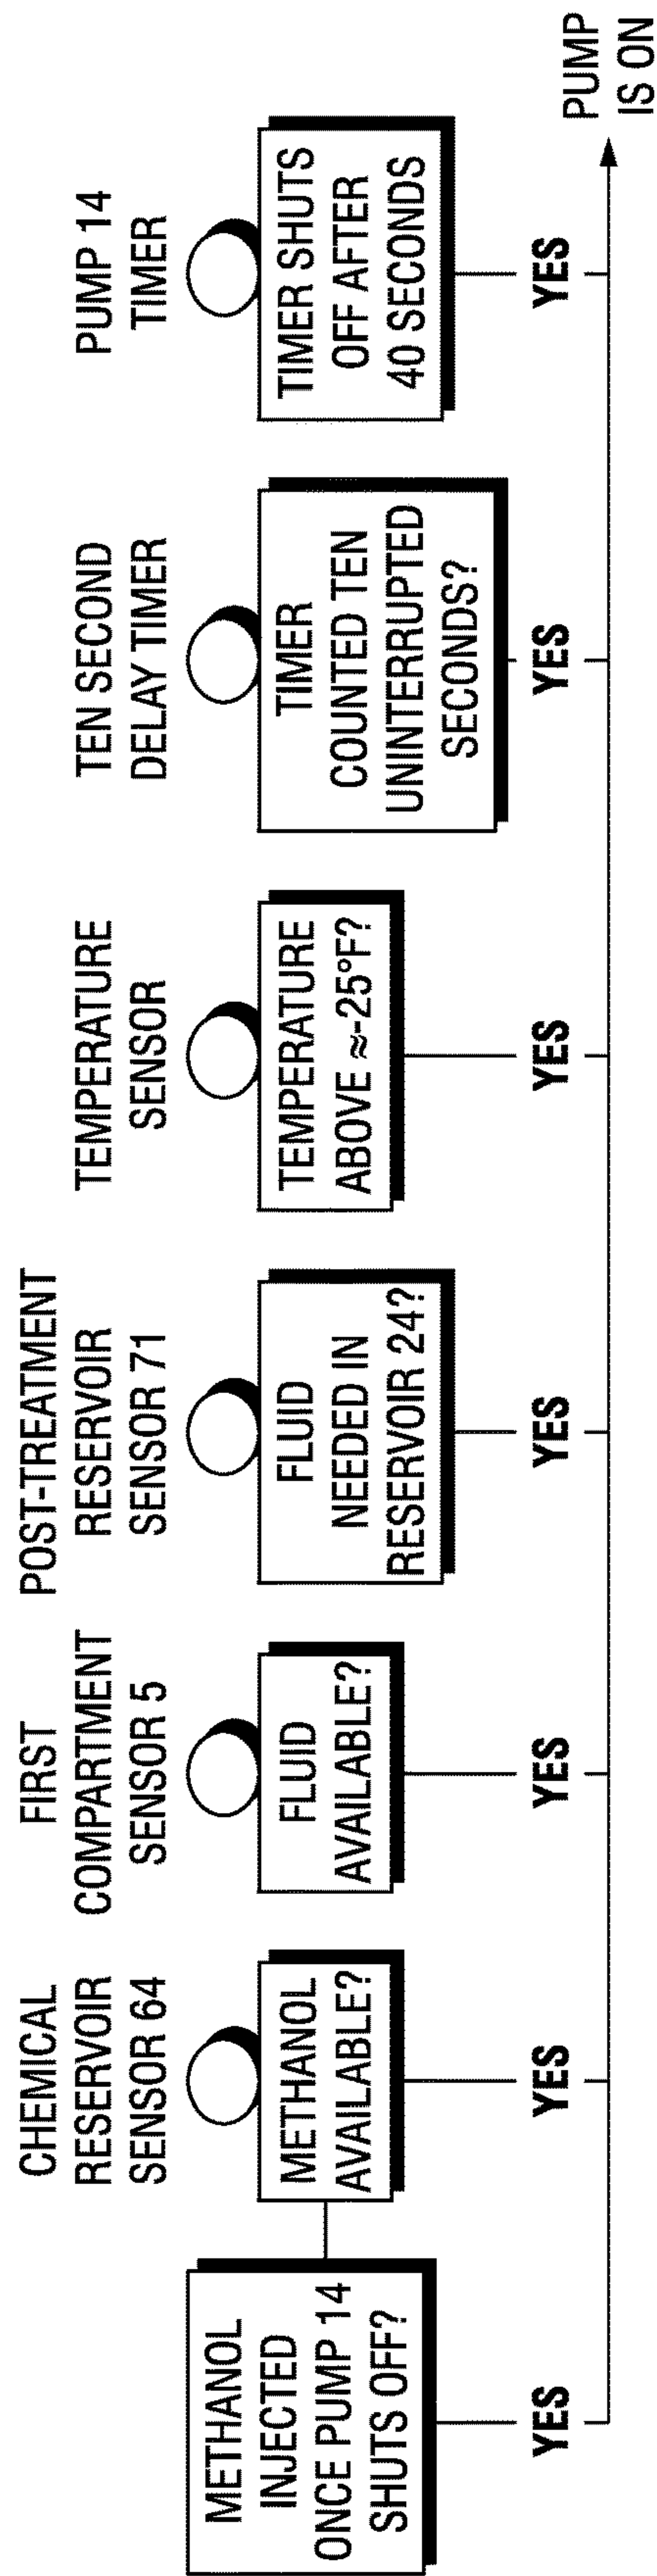 METHANOL
INJECTED
ONCE PUMP 14
SHUTS OFF?
YES
CHEMICAL
RESERVOIR
SENSOR 64
METHANOL
AVAILABLE?
YES
FIRST
COMPARTMENT
SENSOR 5
FLUID
AVAILABLE?
YES
POST-TREATMENT
RESERVOIR
SENSOR 71
FLUID
NEEDED IN
RESERVOIR 24?
YES
TEMPERATURE
SENSOR
TEMPERATURE
ABOVE ≈-25°F?
YES
TEN SECOND
DELAY TIMER
TIMER
COUNTED TEN
UNINTERRUPTED
SECONDS?
YES
PUMP 14
TIMER
TIMER SHUTS
OFF AFTER
40 SECONDS
YES
PUMP
IS ON